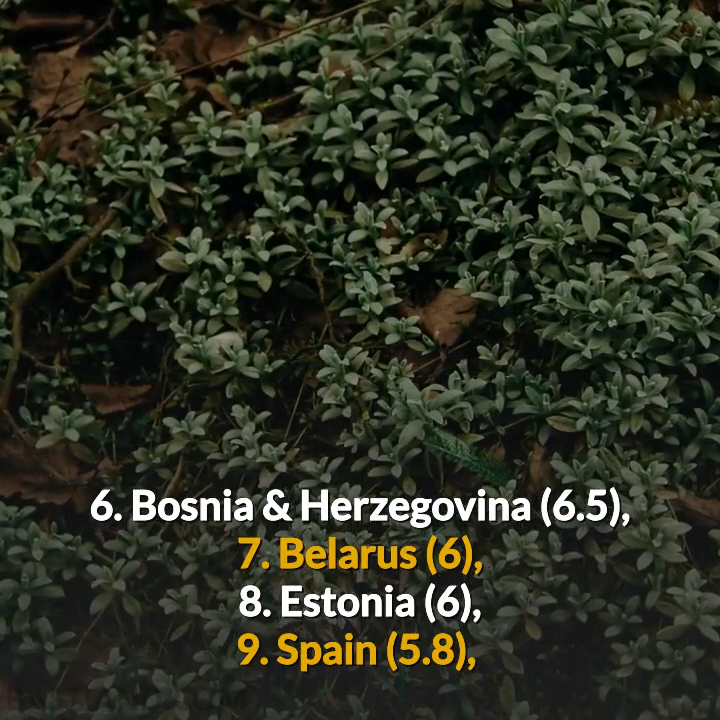 6. Bosnia & Herzegovina (6.5),
7. Belarus (6),
8. Estonia (6),
9. Spain (5.8),